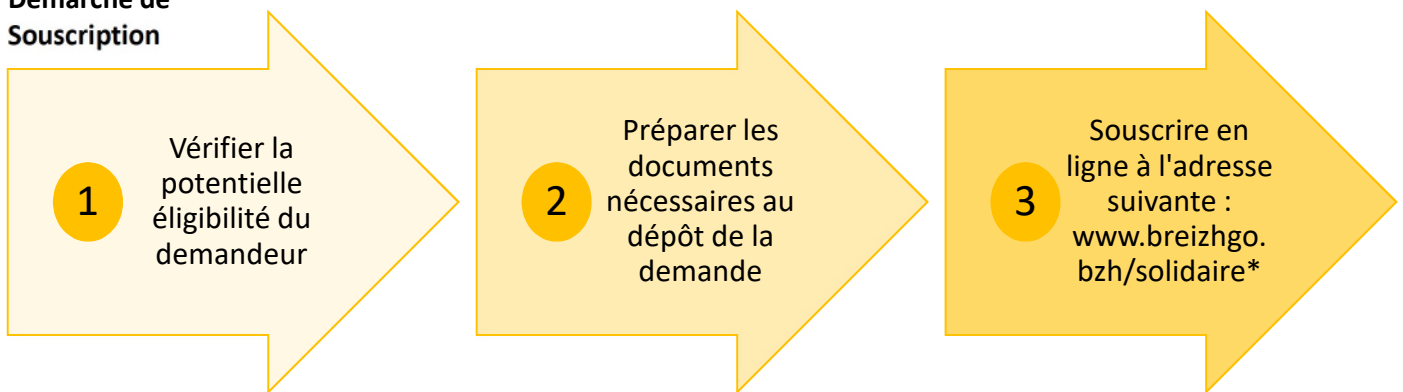 Démarche de
Souscription
1
Vérifier la
potentielle
éligibilité du
demandeur
2
Préparer les
documents
nécessaires au
dépôt de la
demande
3
Souscrire en
ligne à l'adresse
suivante :
www.breizhgo.
bzh/solidaire*